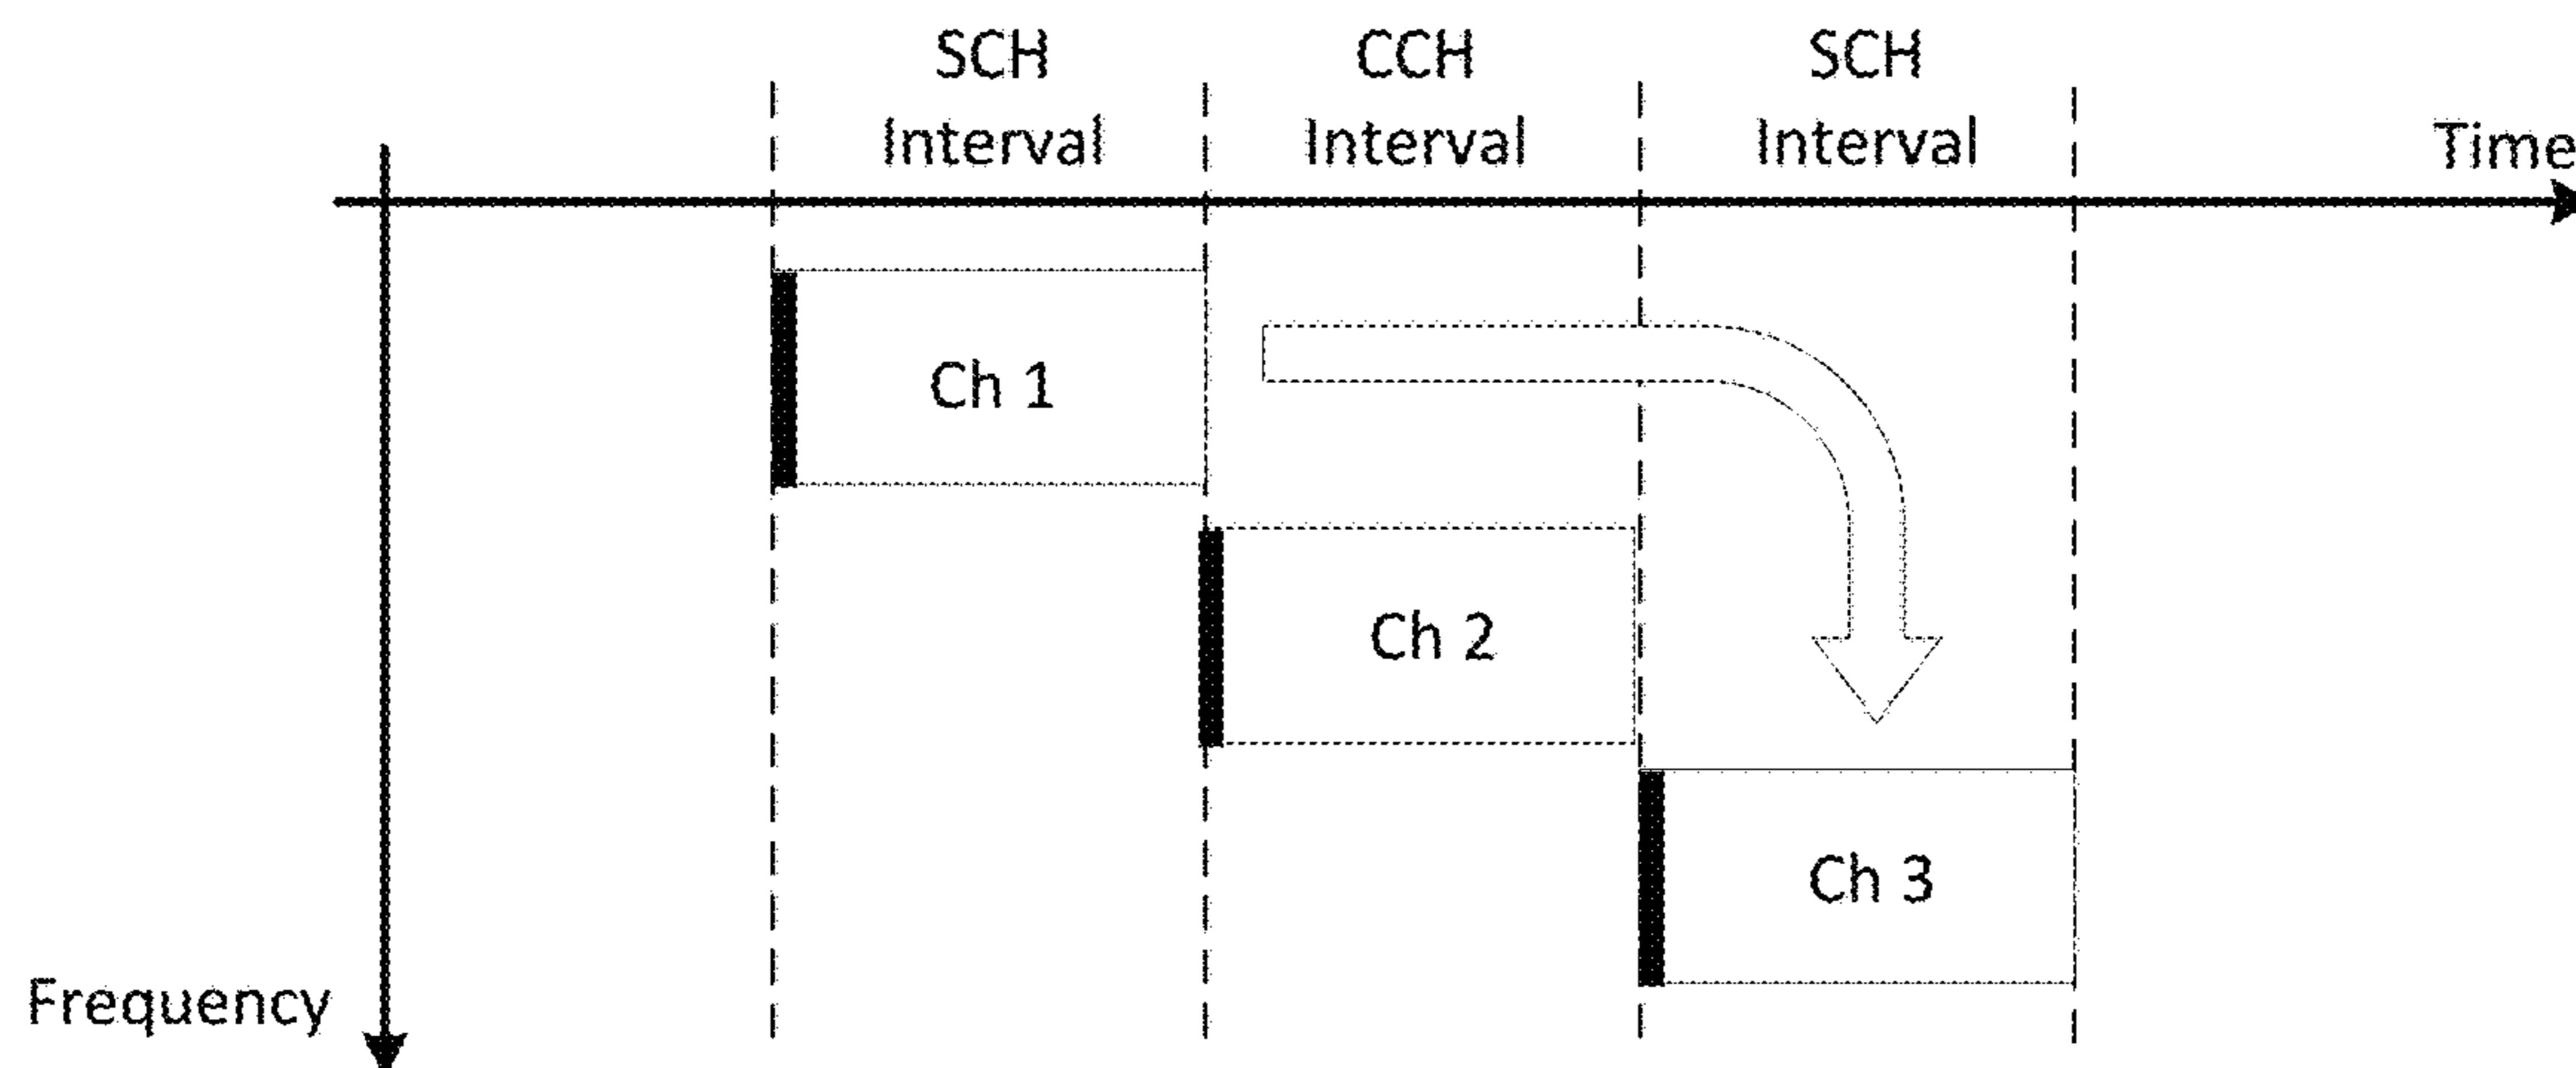 SCH
Interval
CCH
Interval
SCH
Interval
Time
Ch 1
Ch 2
Ch 3
Frequency